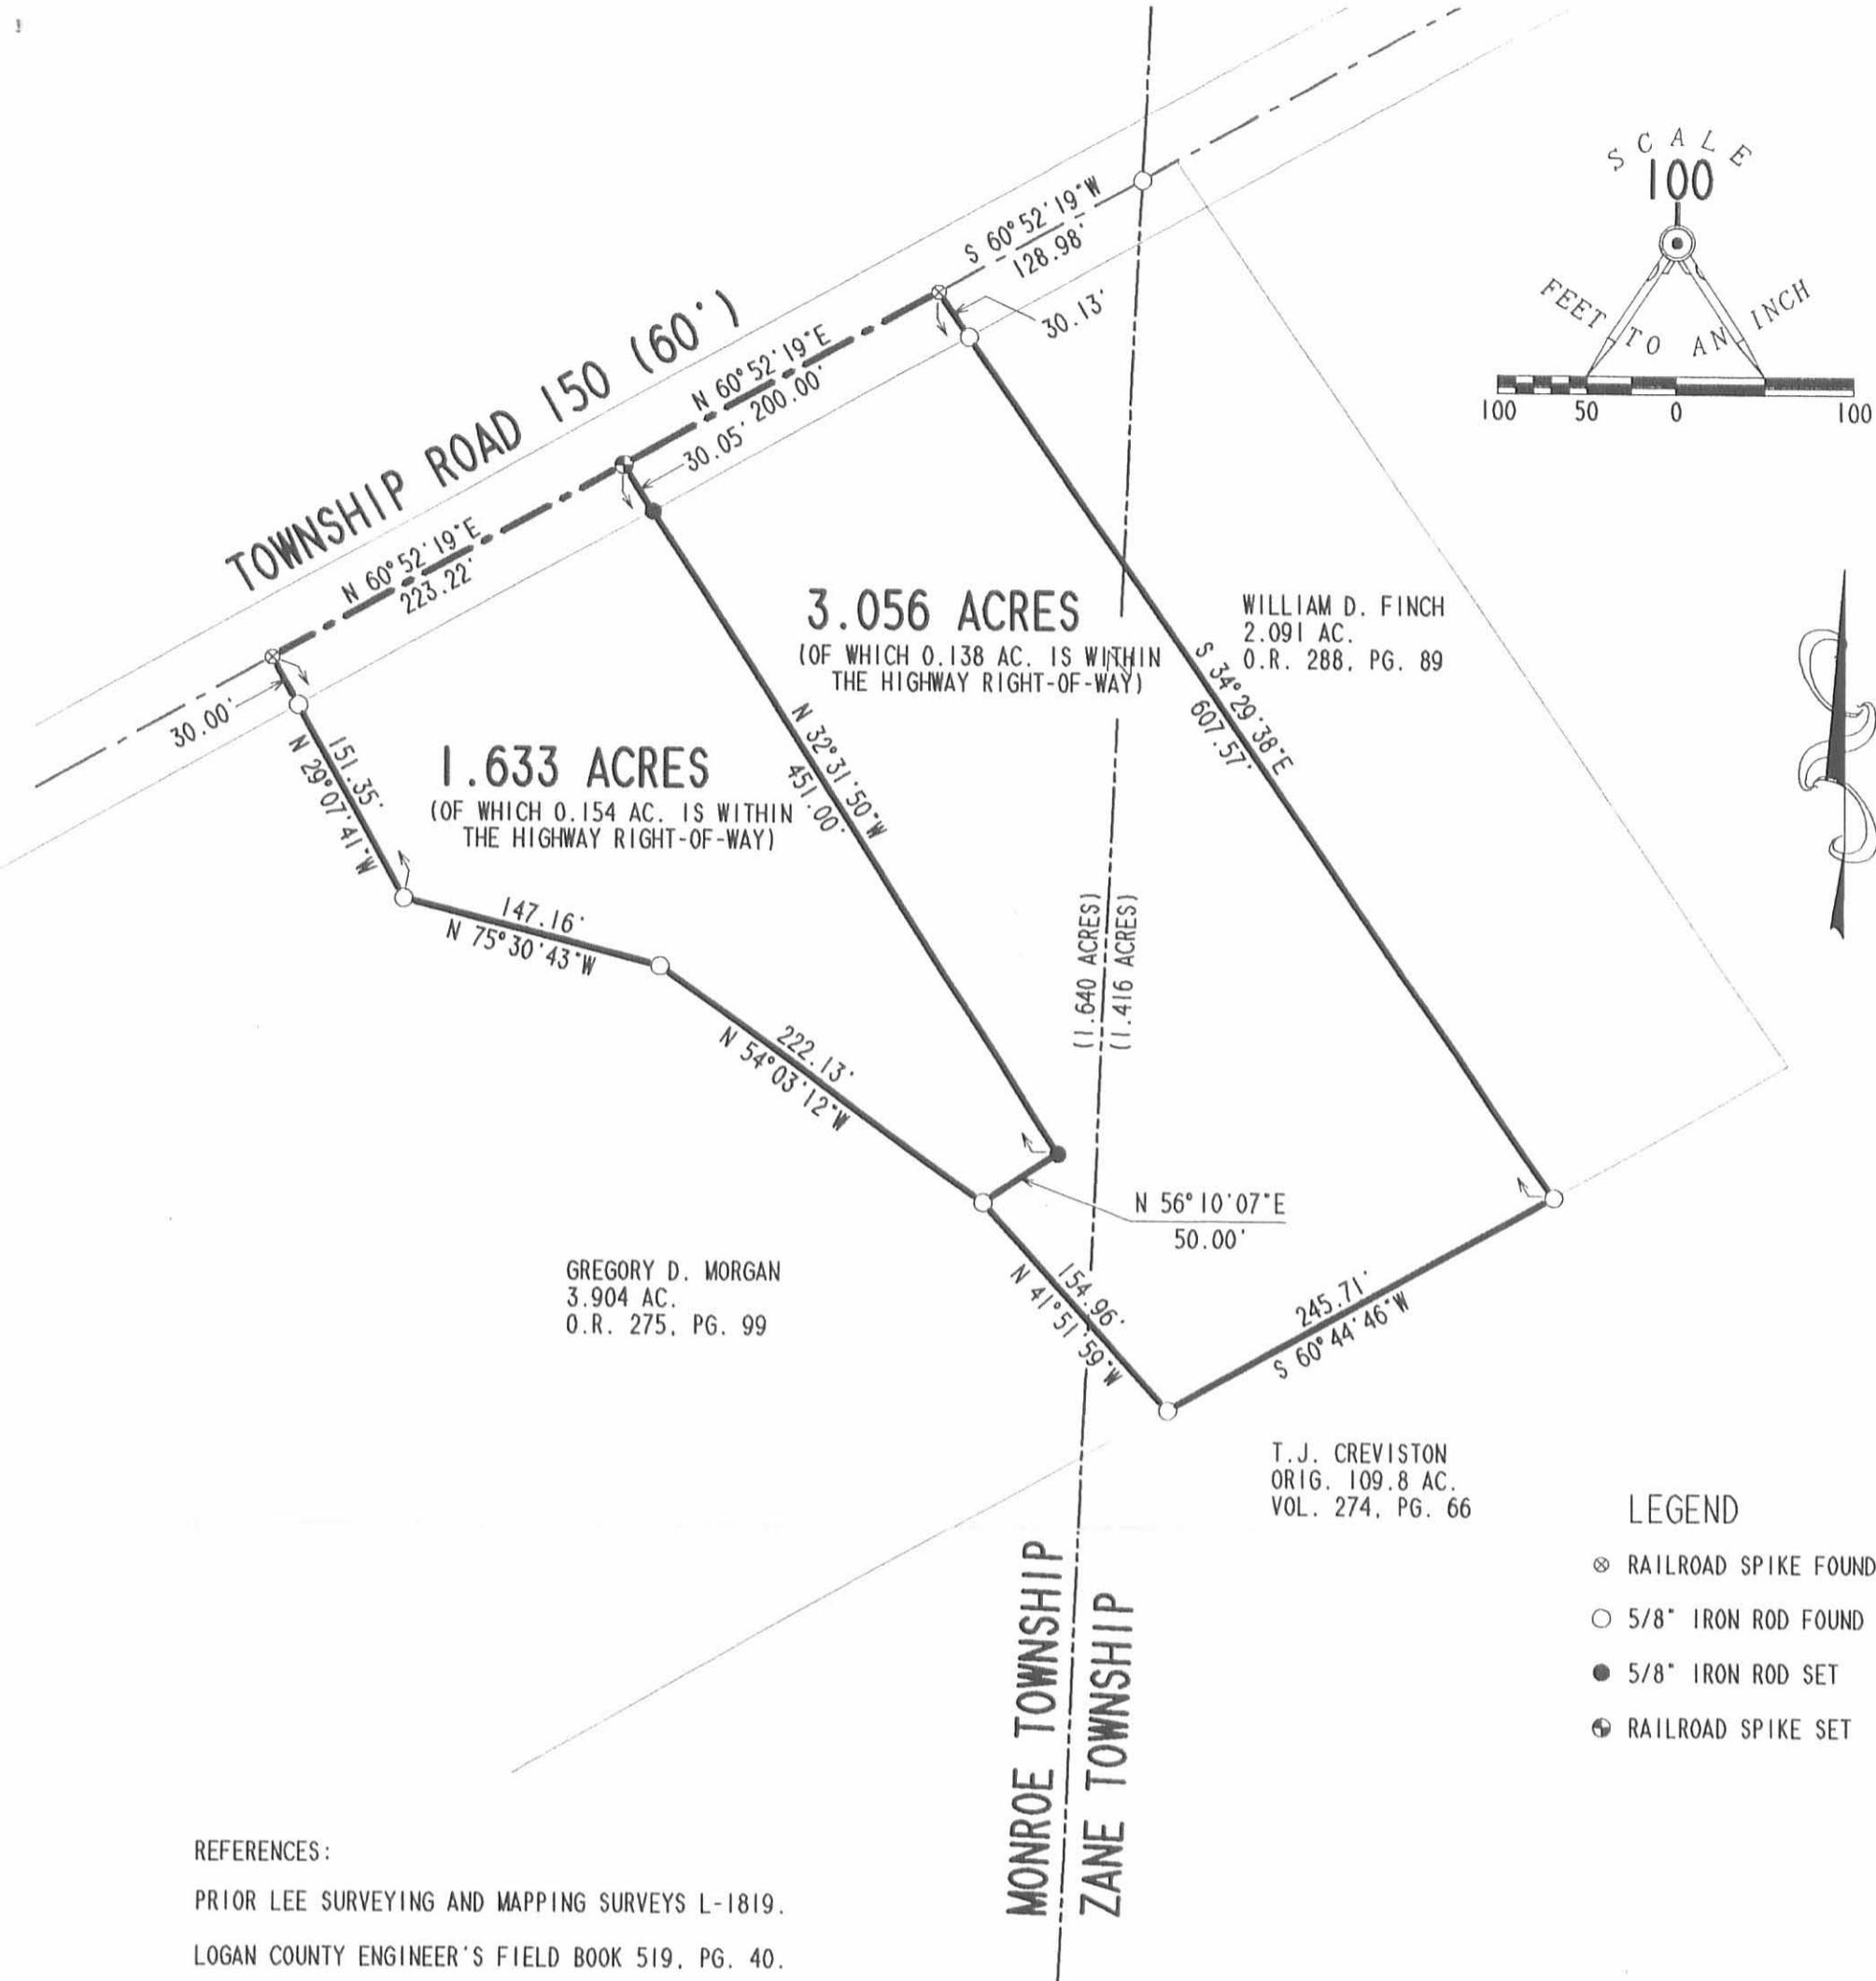 SCALE
100
FEET TO AN INCH
100 50 0 100
TOWNSHIP ROAD 150 (60')
S 60°52'19"W
128.98'
30.13'
N 60°52'19"E
200.00'
30.05'
N 60°52'19"E
223.22'
30.00'
151.35'
N 29°07'41"W
1.633 ACRES
(OF WHICH 0.154 AC. IS WITHIN
THE HIGHWAY RIGHT-OF-WAY)
3.056 ACRES
(OF WHICH 0.138 AC. IS WITHIN
THE HIGHWAY RIGHT-OF-WAY)
WILLIAM D. FINCH
2.091 AC.
O.R. 288, PG. 89
S 34°29'38"E
607.57'
N 32°31'50"W
451.00'
147.16'
N 75°30'43"W
222.13'
N 54°03'12"W
(1.640 ACRES)
(1.416 ACRES)
N 56°10'07"E
50.00'
154.96'
N 41°51'59"W
245.71'
S 60°44'46"W
GREGORY D. MORGAN
3.904 AC.
O.R. 275, PG. 99
T.J. CREVISTON
ORIG. 109.8 AC.
VOL. 274, PG. 66
MONROE TOWNSHIP
ZANE TOWNSHIP
LEGEND
RAILROAD SPIKE FOUND
5/8" IRON ROD FOUND
5/8" IRON ROD SET
RAILROAD SPIKE SET
REFERENCES:
PRIOR LEE SURVEYING AND MAPPING SURVEYS L-1819.
LOGAN COUNTY ENGINEER'S FIELD BOOK 519, PG. 40.